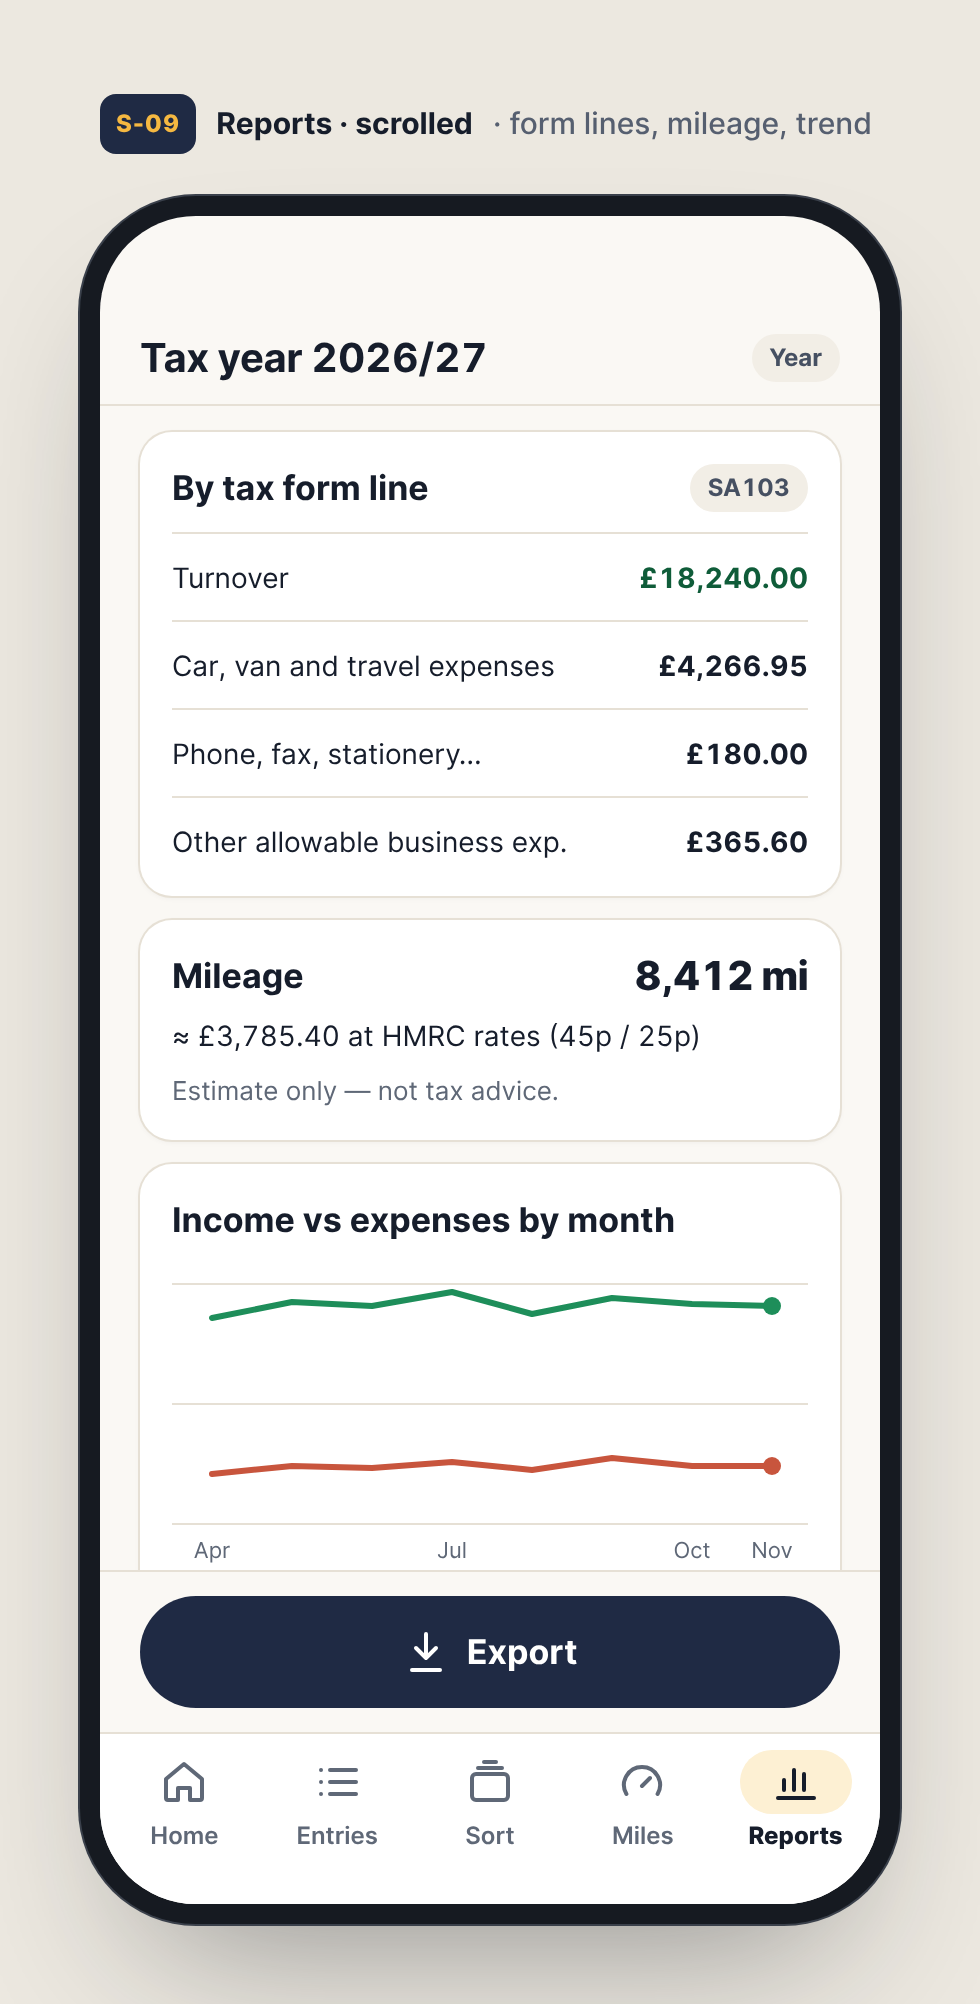 S-09 Reports · scrolled · form lines, mileage, trend
Tax year 2026/27 Year
By tax form line SA103
Turnover £18,240.00
Car, van and travel expenses £4,266.95
Phone, fax, stationery... £180.00
Other allowable business exp. £365.60
Mileage 8,412 mi
≈ £3,785.40 at HMRC rates (45p / 25p)
Estimate only — not tax advice.
Income vs expenses by month
Apr Jul Oct Nov
Export
Home Entries Sort Miles Reports